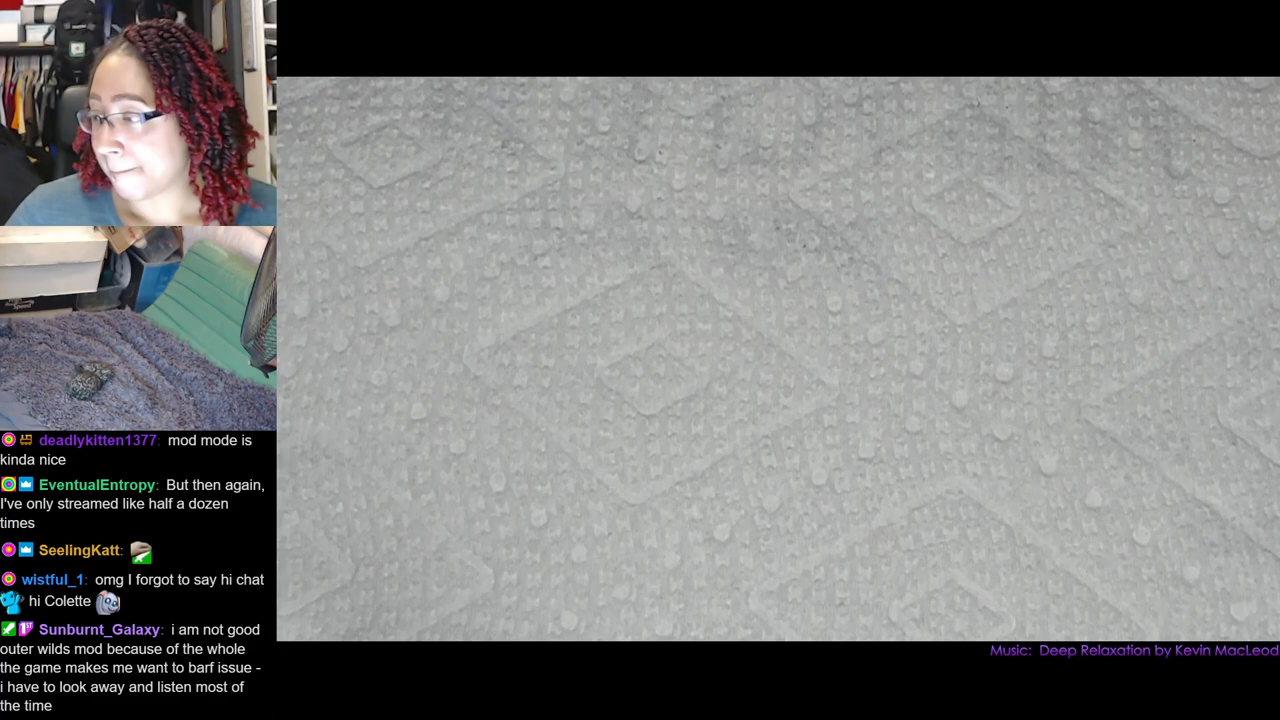 deadlykitten1377: mod mode is
kinda nice
EventualEntropy: But then again,
I've only streamed like half a dozen
times
SeelingKatt:
wistful_1: omg I forgot to say hi chat
hi Colette
Sunburnt_Galaxy: i am not good
outer wilds mod because of the whole
the game makes me want to barf issue -
i have to look away and listen most of
the time
Music: Deep Relaxation by Kevin MacLeod